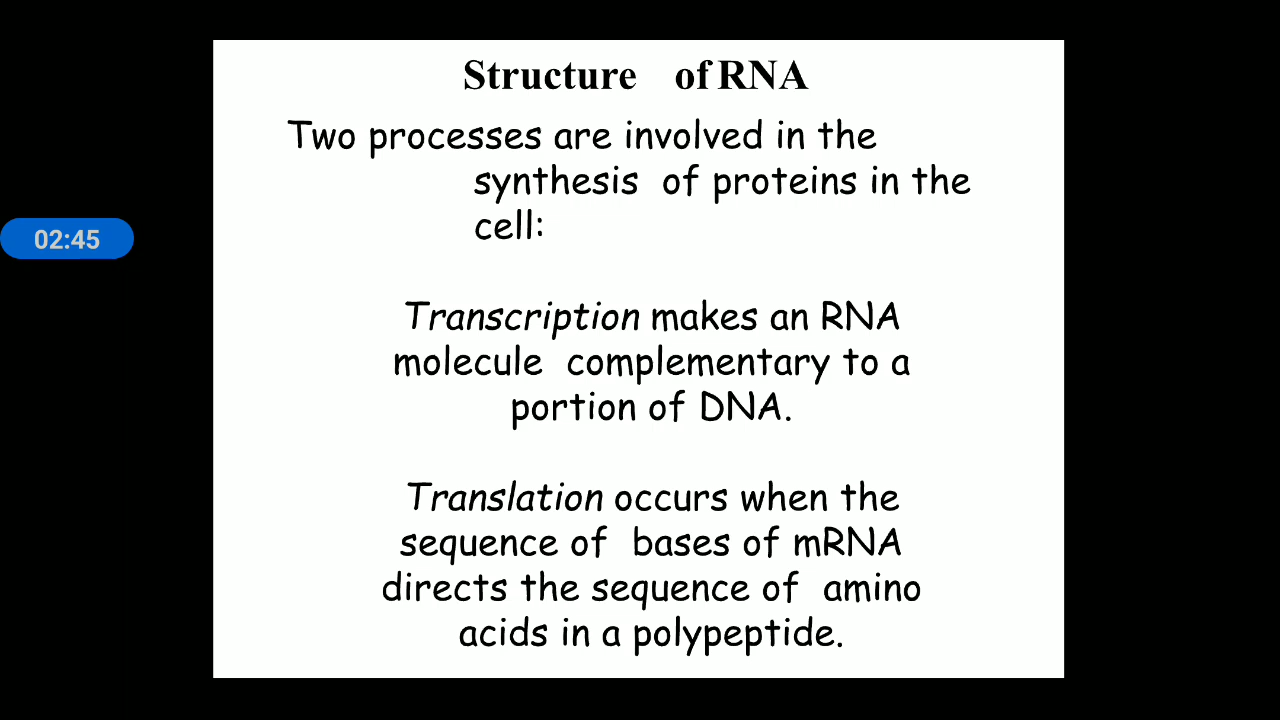 Structure of RNA
Two processes are involved in the
synthesis of proteins in the
cell:
02:45
Transcription makes an RNA
molecule complementary to a
portion of DNA.
Translation occurs when the
sequence of bases of mRNA
directs the sequence of amino
acids in a polypeptide.